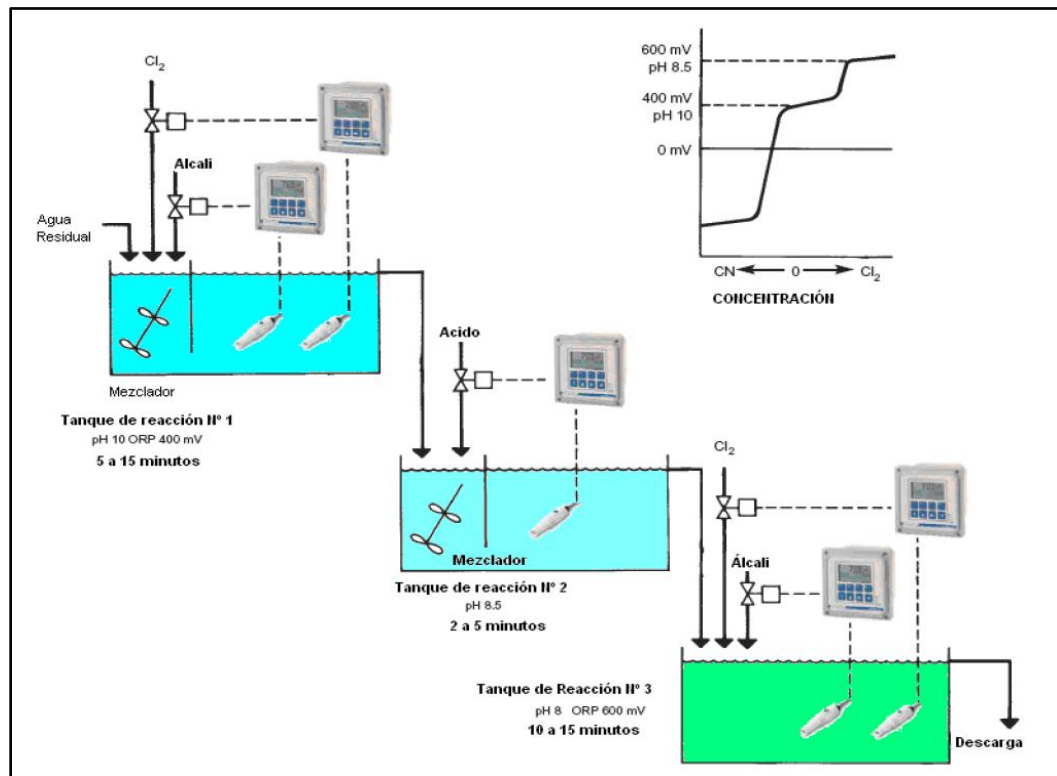 Cl2
Alcali
Agua
Residual
Mezclador
Tanque de reacción Nº 1
pH 10 ORP 400 mV
5 a 15 minutos
600 mV
pH 8.5
400 mV
pH 10
0 mV
CN 0 Cl2
CONCENTRACIÓN
Acido
Mezclador
Tanque de reacción Nº 2
pH 8.5
2 a 5 minutos
Cl2
Álcali
Tanque de Reacción Nº 3
pH 8 ORP 600 mV
10 a 15 minutos
Descarga